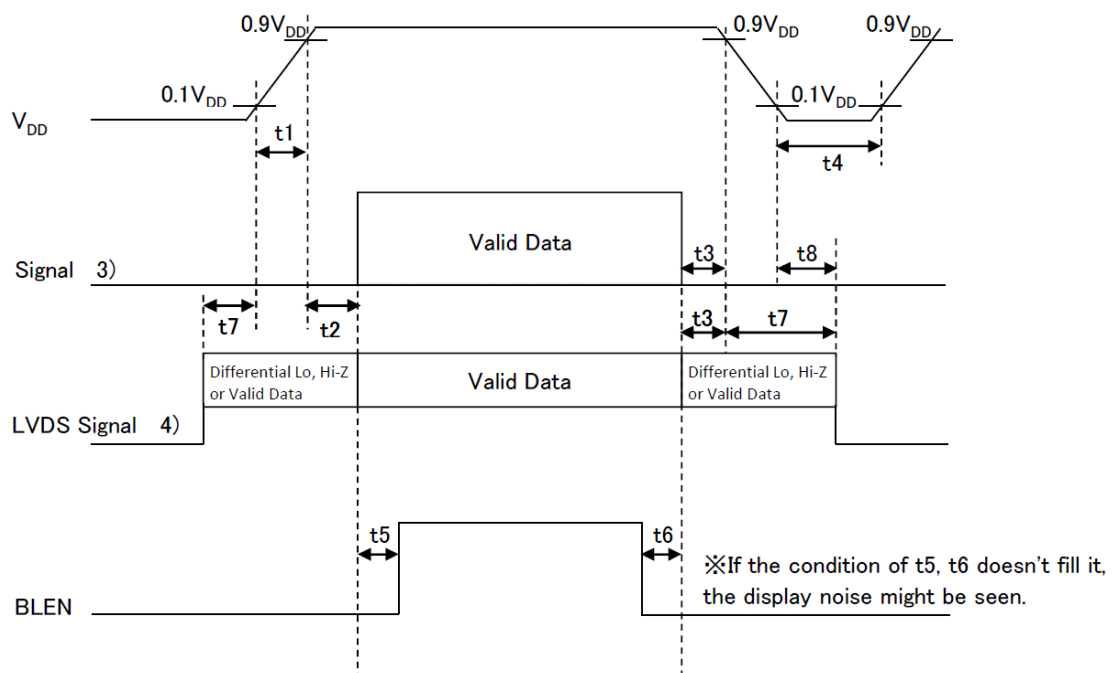 0.9VDD
0.9VDD
0.9VDD
0.1VDD
0.1VDD
VDD
t1
t4
Valid Data
Signal 3)
t3
t8
t7
t2
t3
t7
Differential Lo, Hi-Z
or Valid Data
Valid Data
Differential Lo, Hi-Z
or Valid Data
LVDS Signal 4)
t5
t6
※If the condition of t5, t6 doesn't fill it,
the display noise might be seen.
BLEN